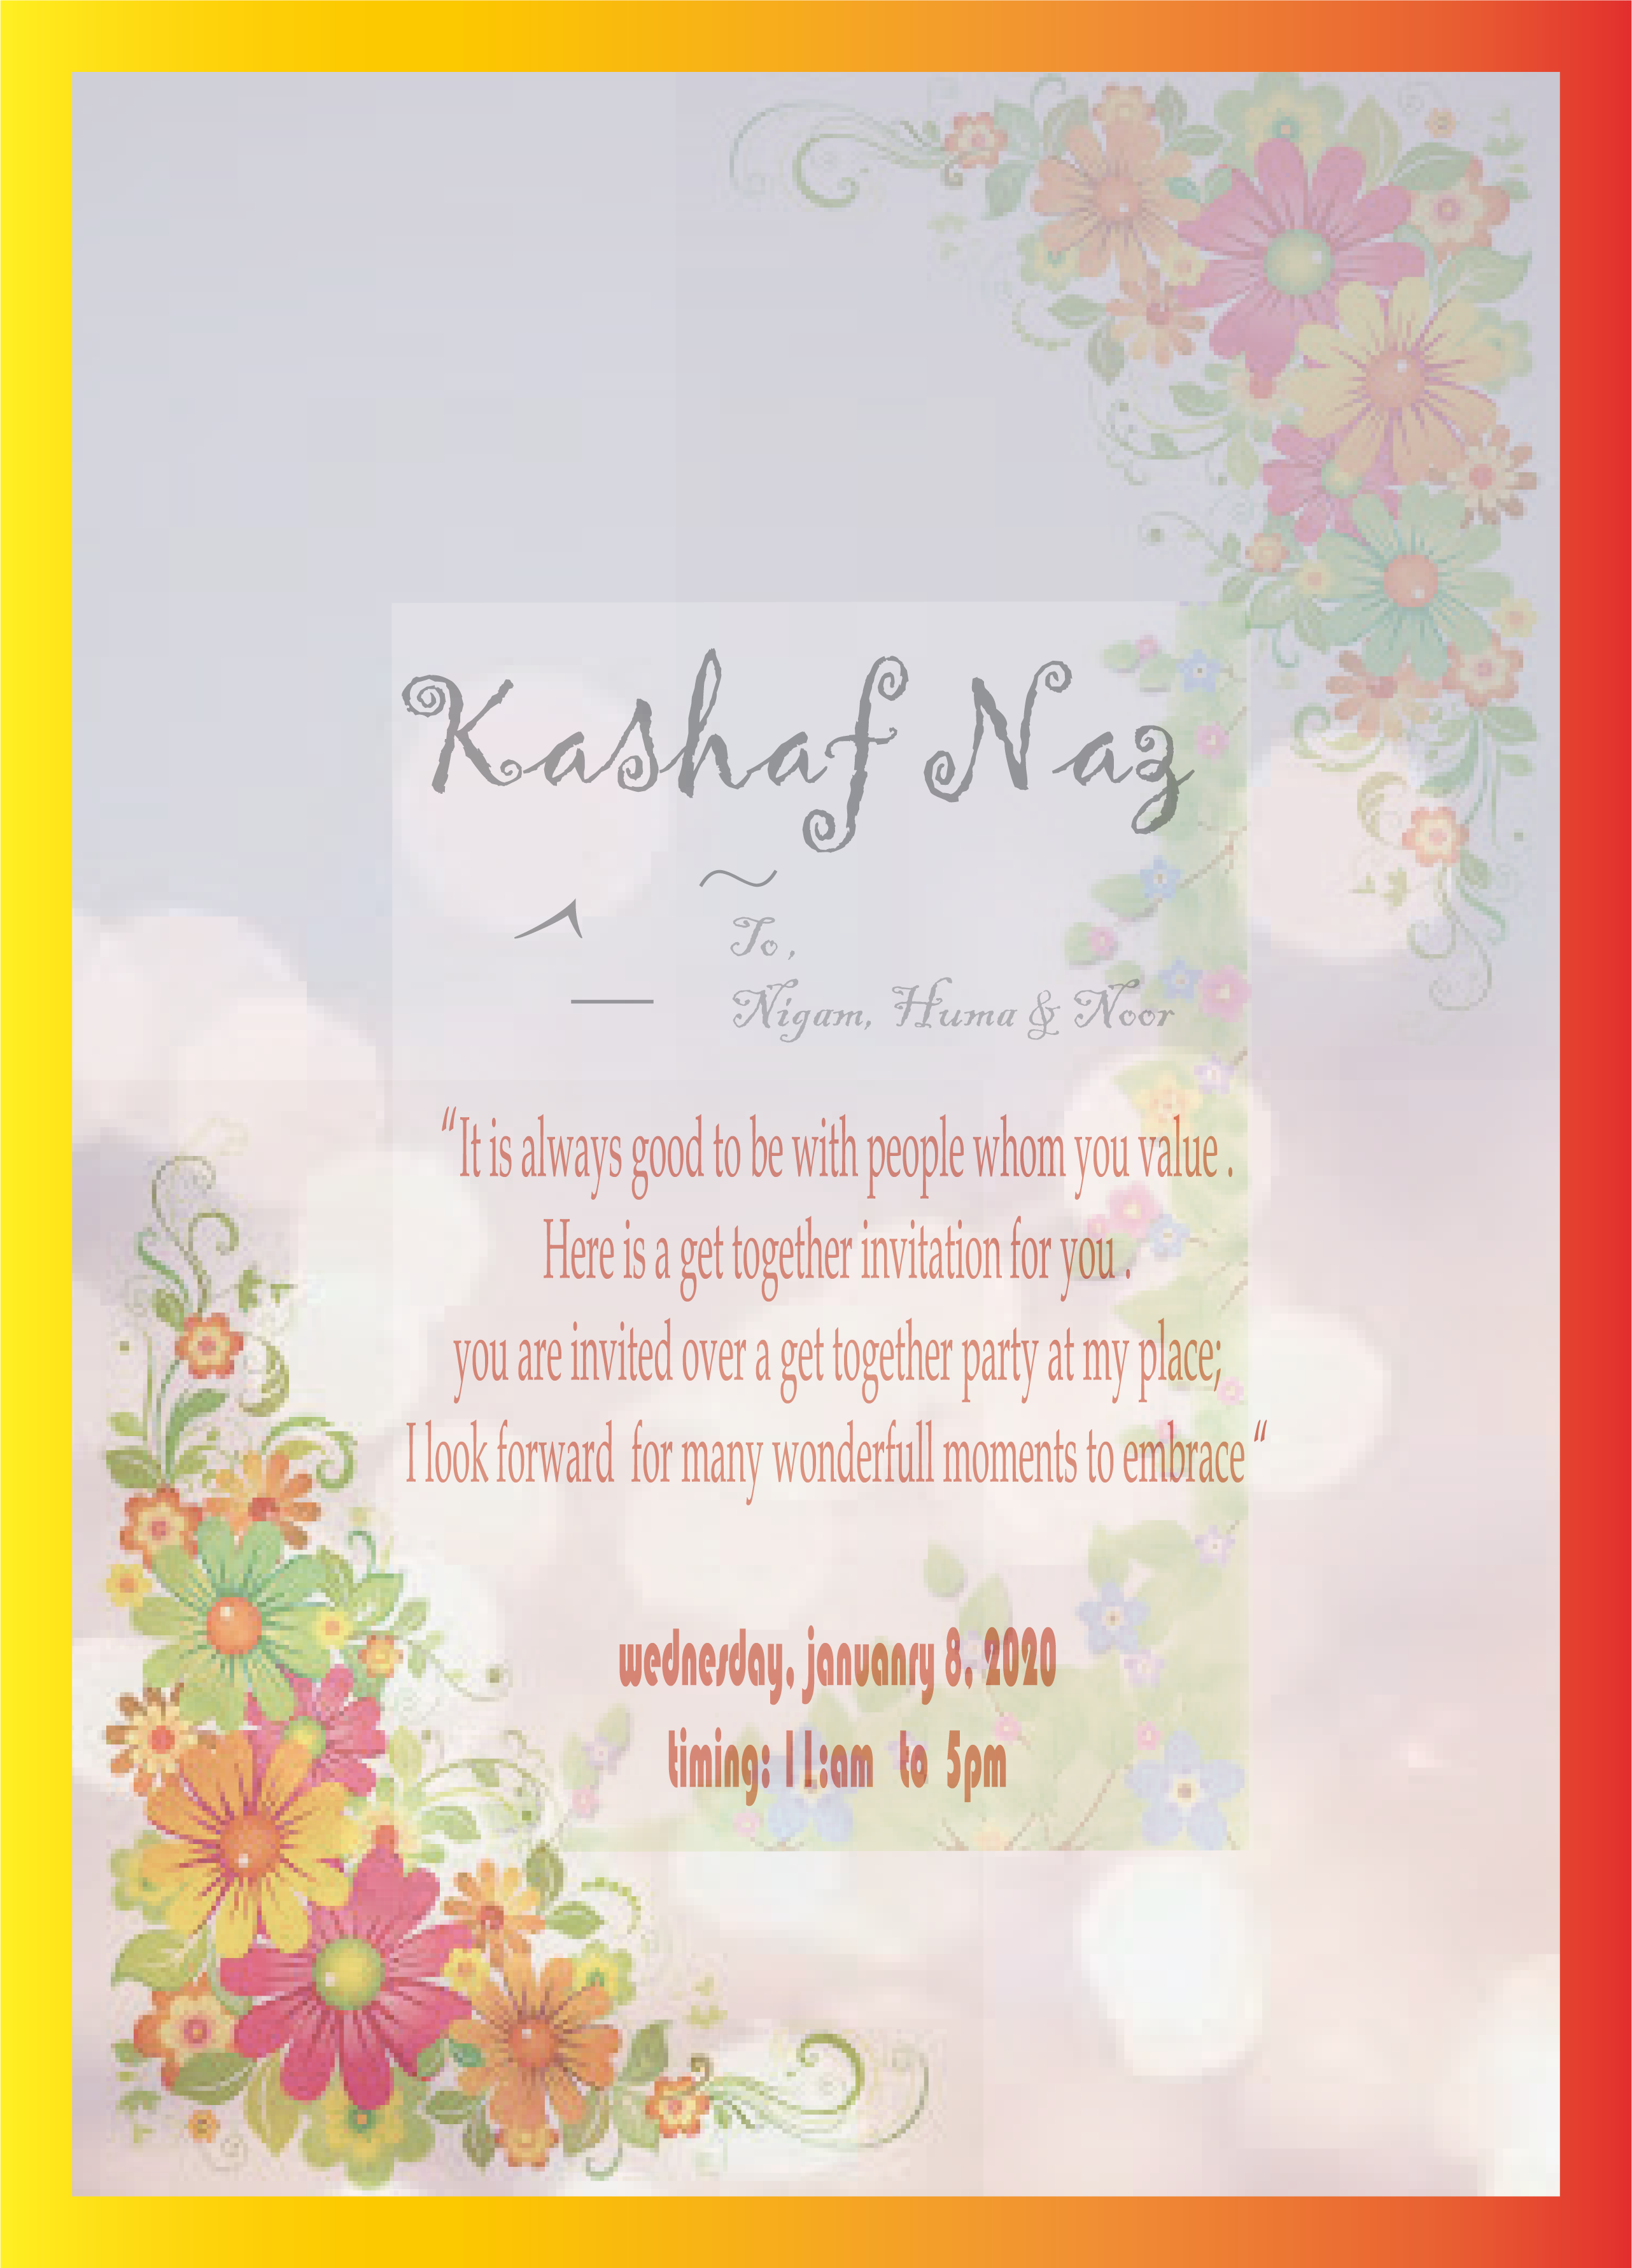 Kashaf Naz
To,
Nigam, Huma & Noor
“It is always good to be with people whom you value .
Here is a get together invitation for you .
you are invited over a get together party at my place;
I look forward  for many wonderfull moments to embrace“
wednesday, januanry 8, 2020
timing: 11:am  to  5pm